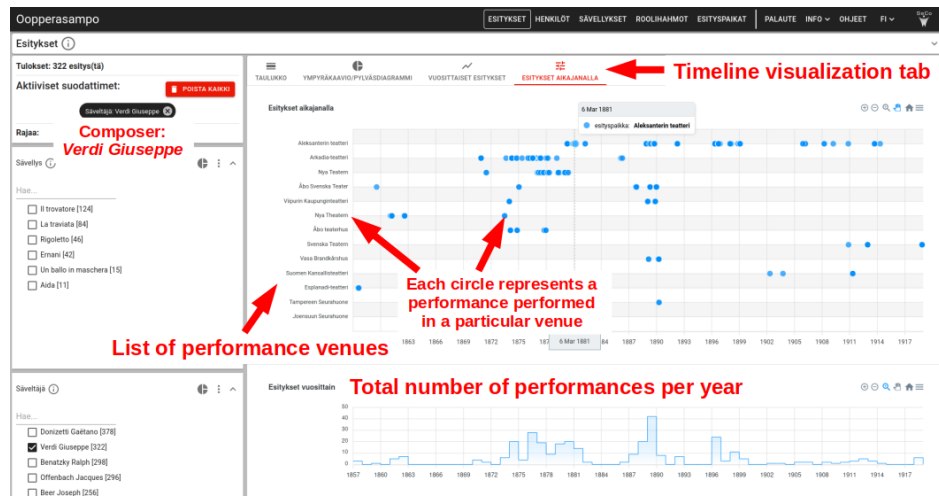 Oopperasampo
ESITYKSET HENKILÖT SÄVELLYKSET ROOLIHAHMOT ESITYSPAIKAT PALAUTE INFO OHJEET FI
SeCo
Esitykset
Tulokset: 322 esitys(tä)
Aktiiviset suodattimet:
POISTA KAIKKI
Säveltäjä: Verdi Giuseppe
Rajaa:
Composer:
Verdi Giuseppe
Sävellys
Hae...
Il trovatore [124]
La traviata [84]
Rigoletto [46]
Ernani [42]
Un ballo in maschera [15]
Aida [11]
Säveltäjä
Hae...
Donizetti Gaëtano [378]
Verdi Giuseppe [322]
Benatzky Ralph [298]
Offenbach Jacques [296]
Beer Joseph [256]
TAULUKKO YMPYRÄKAAVIO/PYLVÄSDIAGRAMMI VUOSITTAISET ESITYKSET ESITYKSET AIKAJANALLA
Timeline visualization tab
Esitykset aikajanalla
6 Mar 1881
esityspaikka: Aleksanterin teatteri
Aleksanterin teatteri
Arkadia-teatteri
Nya Teatern
Åbo Svenska Teater
Viipurin Kaupunginteatteri
Nya Theatern
Åbo teaterhus
Svenska Teatern
Vasa Brandkårshus
Suomen Kansallisteatteri
Esplanad-teatteri
Tampereen Seurahuone
Joensuun Seurahuone
Each circle represents a
performance performed
in a particular venue
List of performance venues
1863 1866 1869 1872 1875 187 6 Mar 1881 84 1887 1890 1893 1896 1899 1902 1905 1908 1911 1914 1917
Esitykset vuosittain
Total number of performances per year
50
40
30
20
10
0
1857 1860 1863 1866 1869 1872 1875 1878 1881 1884 1887 1890 1893 1896 1899 1902 1905 1908 1911 1914 1917